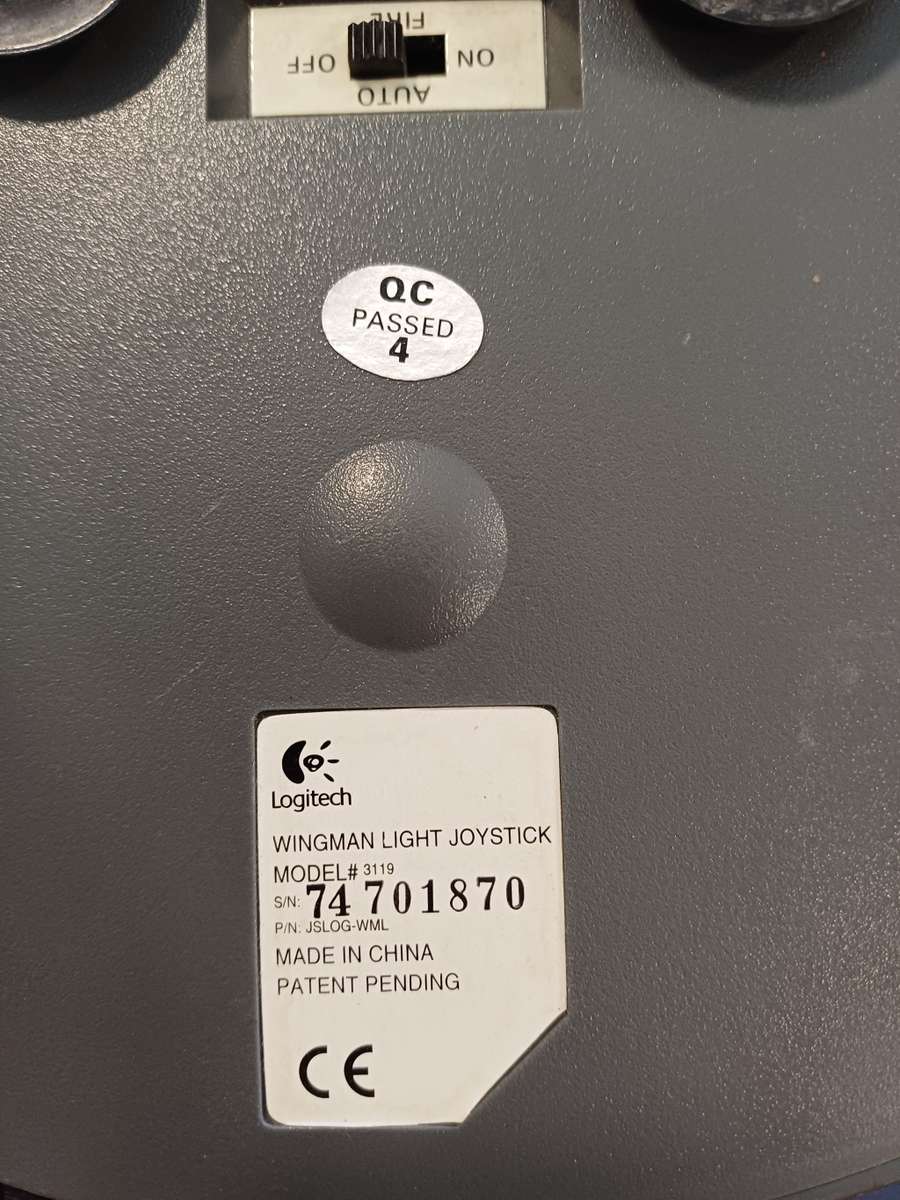 FIRE
OFF ON
AUTO
QC
PASSED
4
Logitech
WINGMAN LIGHT JOYSTICK
MODEL# 3119
S/N: 74 701870
P/N: JSLOG-WML
MADE IN CHINA
PATENT PENDING
CE